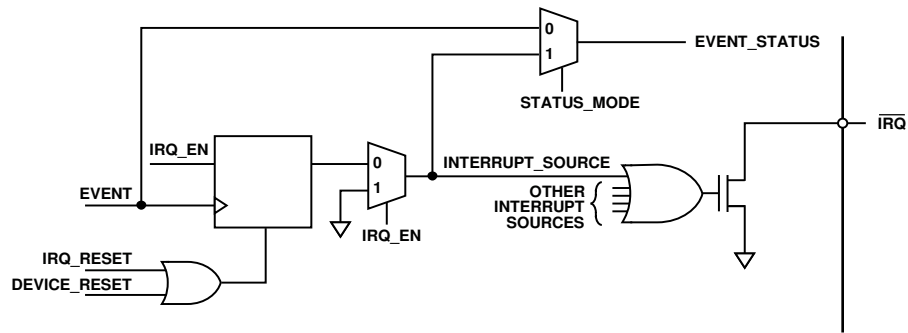 0
1
EVENT_STATUS
STATUS_MODE
IRQ
IRQ_EN
EVENT
0
1
IRQ_EN
INTERRUPT_SOURCE
OTHER
INTERRUPT
SOURCES
IRQ_RESET
DEVICE_RESET